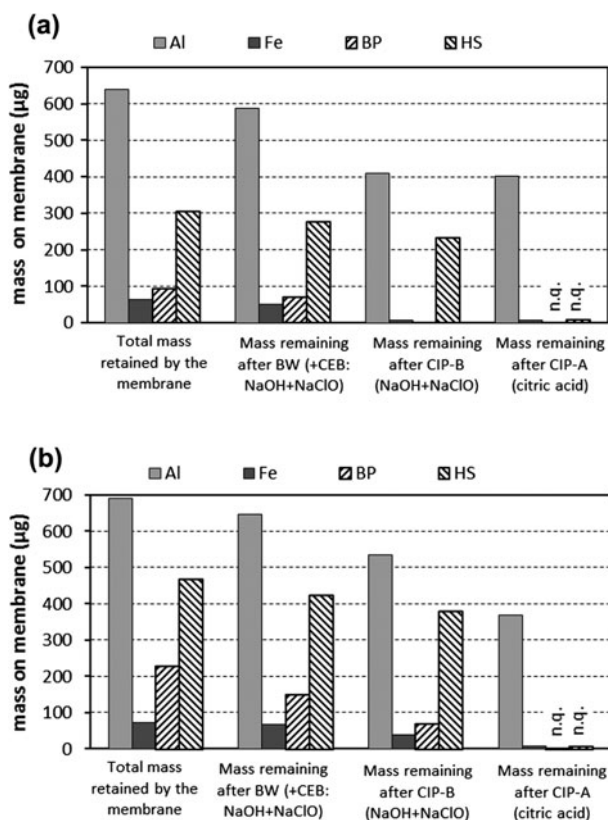 (a)
Al Fe BP HS
mass on membrane (µg)
700
600
500
400
300
200
100
0
n.q.
n.q.
Total mass
retained by the
membrane
Mass remaining
after BW (+CEB:
NaOH+NaClO)
Mass remaining
after CIP-B
(NaOH+NaClO)
Mass remaining
after CIP-A
(citric acid)
(b)
Al Fe BP HS
mass on membrane (µg)
700
600
500
400
300
200
100
0
n.q.
n.q.
Total mass
retained by the
membrane
Mass remaining
after BW (+CEB:
NaOH+NaClO)
Mass remaining
after CIP-B
(NaOH+NaClO)
Mass remaining
after CIP-A
(citric acid)